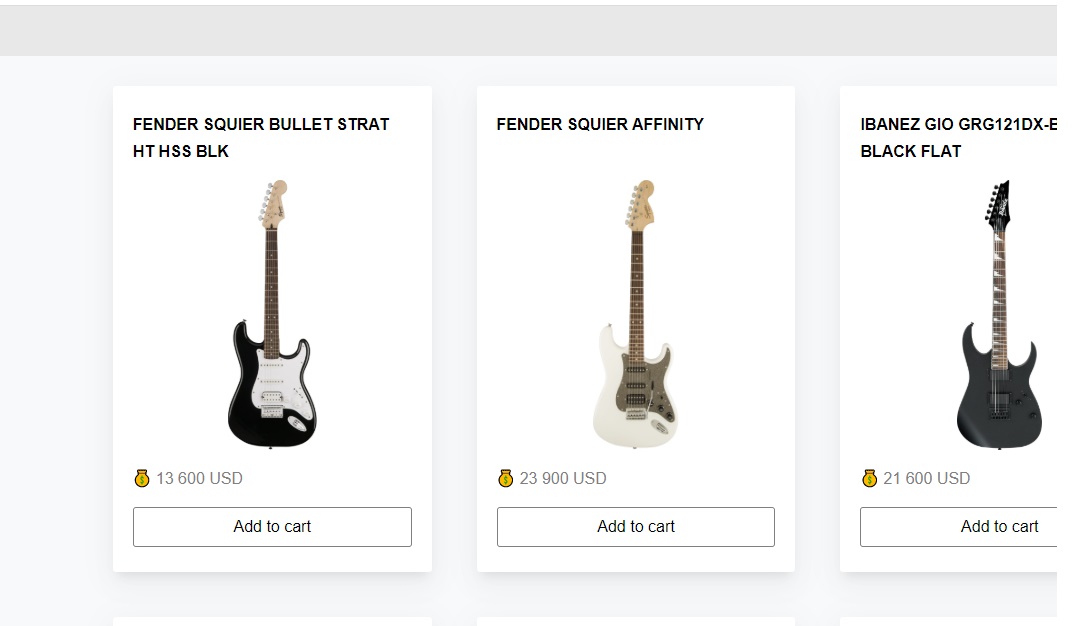 FENDER SQUIER BULLET STRAT
HT HSS BLK
FENDER SQUIER AFFINITY
IBANEZ GIO GRG121DX-
BLACK FLAT
13 600 USD
23 900 USD
21 600 USD
Add to cart
Add to cart
Add to cart